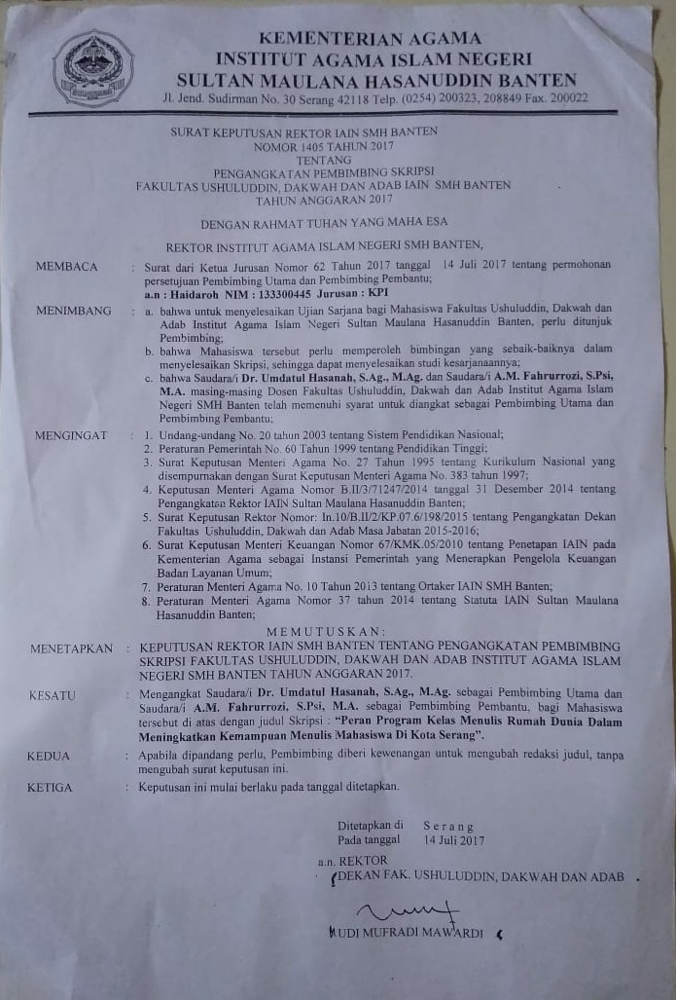 KEMENTERIAN AGAMA
INSTITUT AGAMA ISLAM NEGERI
SULTAN MAULANA HASANUDDIN BANTEN
Jl. Jend. Sudirman No. 30 Serang 42118 Telp. (0254) 200323, 208849 Fax. 200022
SURAT KEPUTUSAN REKTOR IAIN SMH BANTEN
NOMOR 1405 TAHUN 2017
TENTANG
PENGANGKATAN PEMBIMBING SKRIPSI
FAKULTAS USHULUDDIN, DAKWAH DAN ADAB IAIN SMH BANTEN
TAHUN ANGGARAN 2017
DENGAN RAHMAT TUHAN YANG MAHA ESA
REKTOR INSTITUT AGAMA ISLAM NEGERI SMH BANTEN,
MEMBACA : Surat dari Ketua Jurusan Nomor 62 Tahun 2017 tanggal 14 Juli 2017 tentang permohonan
persetujuan Pembimbing Utama dan Pembimbing Pembantu;
a.n : Haidaroh NIM : 133300445 Jurusan : KPI
MENIMBANG : a. bahwa untuk menyelesaikan Ujian Sarjana bagi Mahasiswa Fakultas Ushuluddin, Dakwah dan
Adab Institut Agama Islam Negeri Sultan Maulana Hasanuddin Banten, perlu ditunjuk
Pembimbing;
b. bahwa Mahasiswa tersebut perlu memperoleh bimbingan yang sebaik-baiknya dalam
menyelesaikan Skripsi, sehingga dapat menyelesaikan studi kesarjanaannya;
c. bahwa Saudara/i Dr. Umdatul Hasanah, S.Ag., M.Ag. dan Saudara/i A.M. Fahrurrozi, S.Psi,
M.A. masing-masing Dosen Fakultas Ushuluddin, Dakwah dan Adab Institut Agama Islam
Negeri SMH Banten telah memenuhi syarat untuk diangkat sebagai Pembimbing Utama dan
Pembimbing Pembantu;
MENGINGAT : 1. Undang-undang No. 20 tahun 2003 tentang Sistem Pendidikan Nasional;
2. Peraturan Pemerintah No. 60 Tahun 1999 tentang Pendidikan Tinggi;
3. Surat Keputusan Menteri Agama No. 27 Tahun 1995 tentang Kurikulum Nasional yang
disempurnakan dengan Surat Keputusan Menteri Agama No. 383 tahun 1997;
4. Keputusan Menteri Agama Nomor B.II/3/71247/2014 tanggal 31 Desember 2014 tentang
Pengangkatan Rektor IAIN Sultan Maulana Hasanuddin Banten;
5. Surat Keputusan Rektor Nomor: In.10/B.II/2/KP.07.6/198/2015 tentang Pengangkatan Dekan
Fakultas Ushuluddin, Dakwah dan Adab Masa Jabatan 2015-2016;
6. Surat Keputusan Menteri Keuangan Nomor 67/KMK.05/2010 tentang Penetapan IAIN pada
Kementerian Agama sebagai Instansi Pemerintah yang Menerapkan Pengelola Keuangan
Badan Layanan Umum;
7. Peraturan Menteri Agama No. 10 Tahun 2013 tentang Ortaker IAIN SMH Banten;
8. Peraturan Menteri Agama Nomor 37 tahun 2014 tentang Statuta IAIN Sultan Maulana
Hasanuddin Banten;
M E M U T U S K A N :
MENETAPKAN : KEPUTUSAN REKTOR IAIN SMH BANTEN TENTANG PENGANGKATAN PEMBIMBING
SKRIPSI FAKULTAS USHULUDDIN, DAKWAH DAN ADAB INSTITUT AGAMA ISLAM
NEGERI SMH BANTEN TAHUN ANGGARAN 2017.
KESATU : Mengangkat Saudara/i Dr. Umdatul Hasanah, S.Ag., M.Ag. sebagai Pembimbing Utama dan
Saudara/i A.M. Fahrurrozi, S.Psi, M.A. sebagai Pembimbing Pembantu, bagi Mahasiswa
tersebut di atas dengan judul Skripsi : “Peran Program Kelas Menulis Rumah Dunia Dalam
Meningkatkan Kemampuan Menulis Mahasiswa Di Kota Serang”.
KEDUA : Apabila dipandang perlu, Pembimbing diberi kewenangan untuk mengubah redaksi judul, tanpa
mengubah surat keputusan ini.
KETIGA : Keputusan ini mulai berlaku pada tanggal ditetapkan.
Ditetapkan di S e r a n g
Pada tanggal 14 Juli 2017
a.n. REKTOR
DEKAN FAK. USHULUDDIN, DAKWAH DAN ADAB
UDI MUFRADI MAWARDI